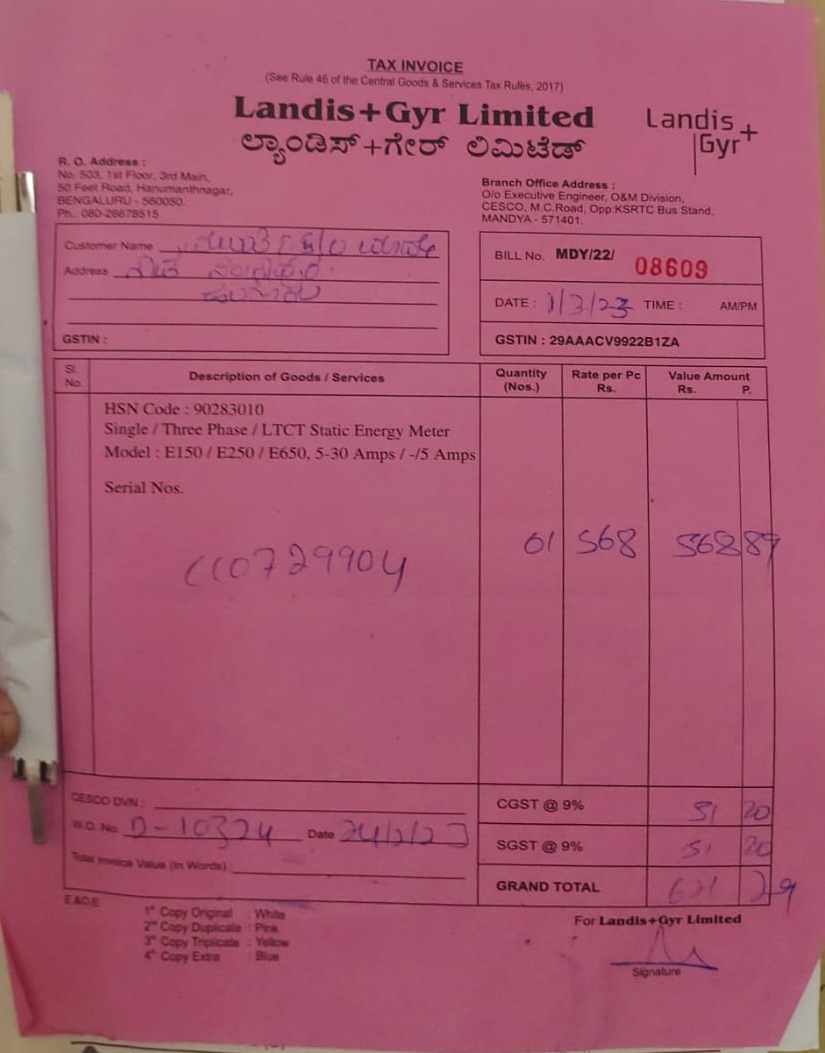 TAX INVOICE
(See Rule 46 of the Central Goods & Services Tax Rules, 2017)
Landis+Gyr Limited
ಲ್ಯಾಂಡಿಸ್+ಗೇರ್ ಲಿಮಿಟೆಡ್
Landis
Gyr+
R. O. Address :
No. 503, 1st Floor, 3rd Main,
50 Feet Road, Hanumanthnagar,
BENGALURU - 560050.
Ph.: 080-26678515
Branch Office Address :
O/o Executive Engineer, O&M Division,
CESCO, M.C.Road, Opp:KSRTC Bus Stand,
MANDYA - 571401.
Customer Name
Address
GSTIN :
BILL No. MDY/22/ 08609
DATE : 1/3/23 TIME : AM/PM
GSTIN : 29AAACV9922B1ZA
Sl. No. Description of Goods / Services Quantity (Nos.) Rate per Pc Rs. Value Amount Rs. P.
HSN Code : 90283010
Single / Three Phase / LTCT Static Energy Meter
Model : E150 / E250 / E650, 5-30 Amps / -/5 Amps
Serial Nos.
01 568 568 89
CESCO DVN :
W.O. No. D-10324 Date 24/2/23
Total Invoice Value (In Words) :
CGST @ 9% 51 20
SGST @ 9% 51 20
GRAND TOTAL 29
E.&O.E
1st Copy Original : White
2nd Copy Duplicate : Pink
3rd Copy Triplicate : Yellow
4th Copy Extra : Blue
For Landis+Gyr Limited
Signature